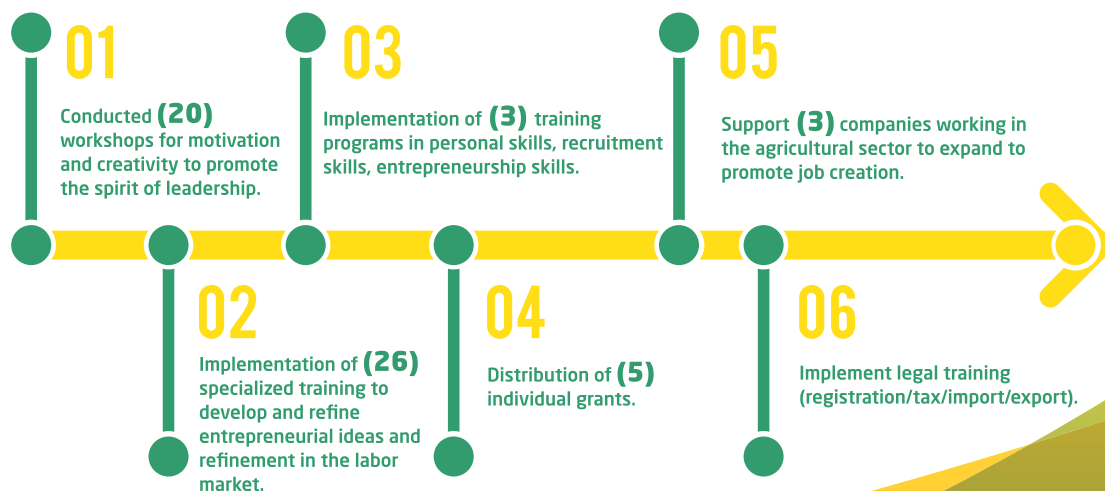 01
Conducted (20)
workshops for motivation
and creativity to promote
the spirit of leadership.
02
Implementation of (26)
specialized training to
develop and refine
entrepreneurial ideas and
refinement in the labor
market.
03
Implementation of (3) training
programs in personal skills, recruitment
skills, entrepreneurship skills.
04
Distribution of (5)
individual grants.
05
Support (3) companies working in
the agricultural sector to expand to
promote job creation.
06
Implement legal training
(registration/tax/import/export).